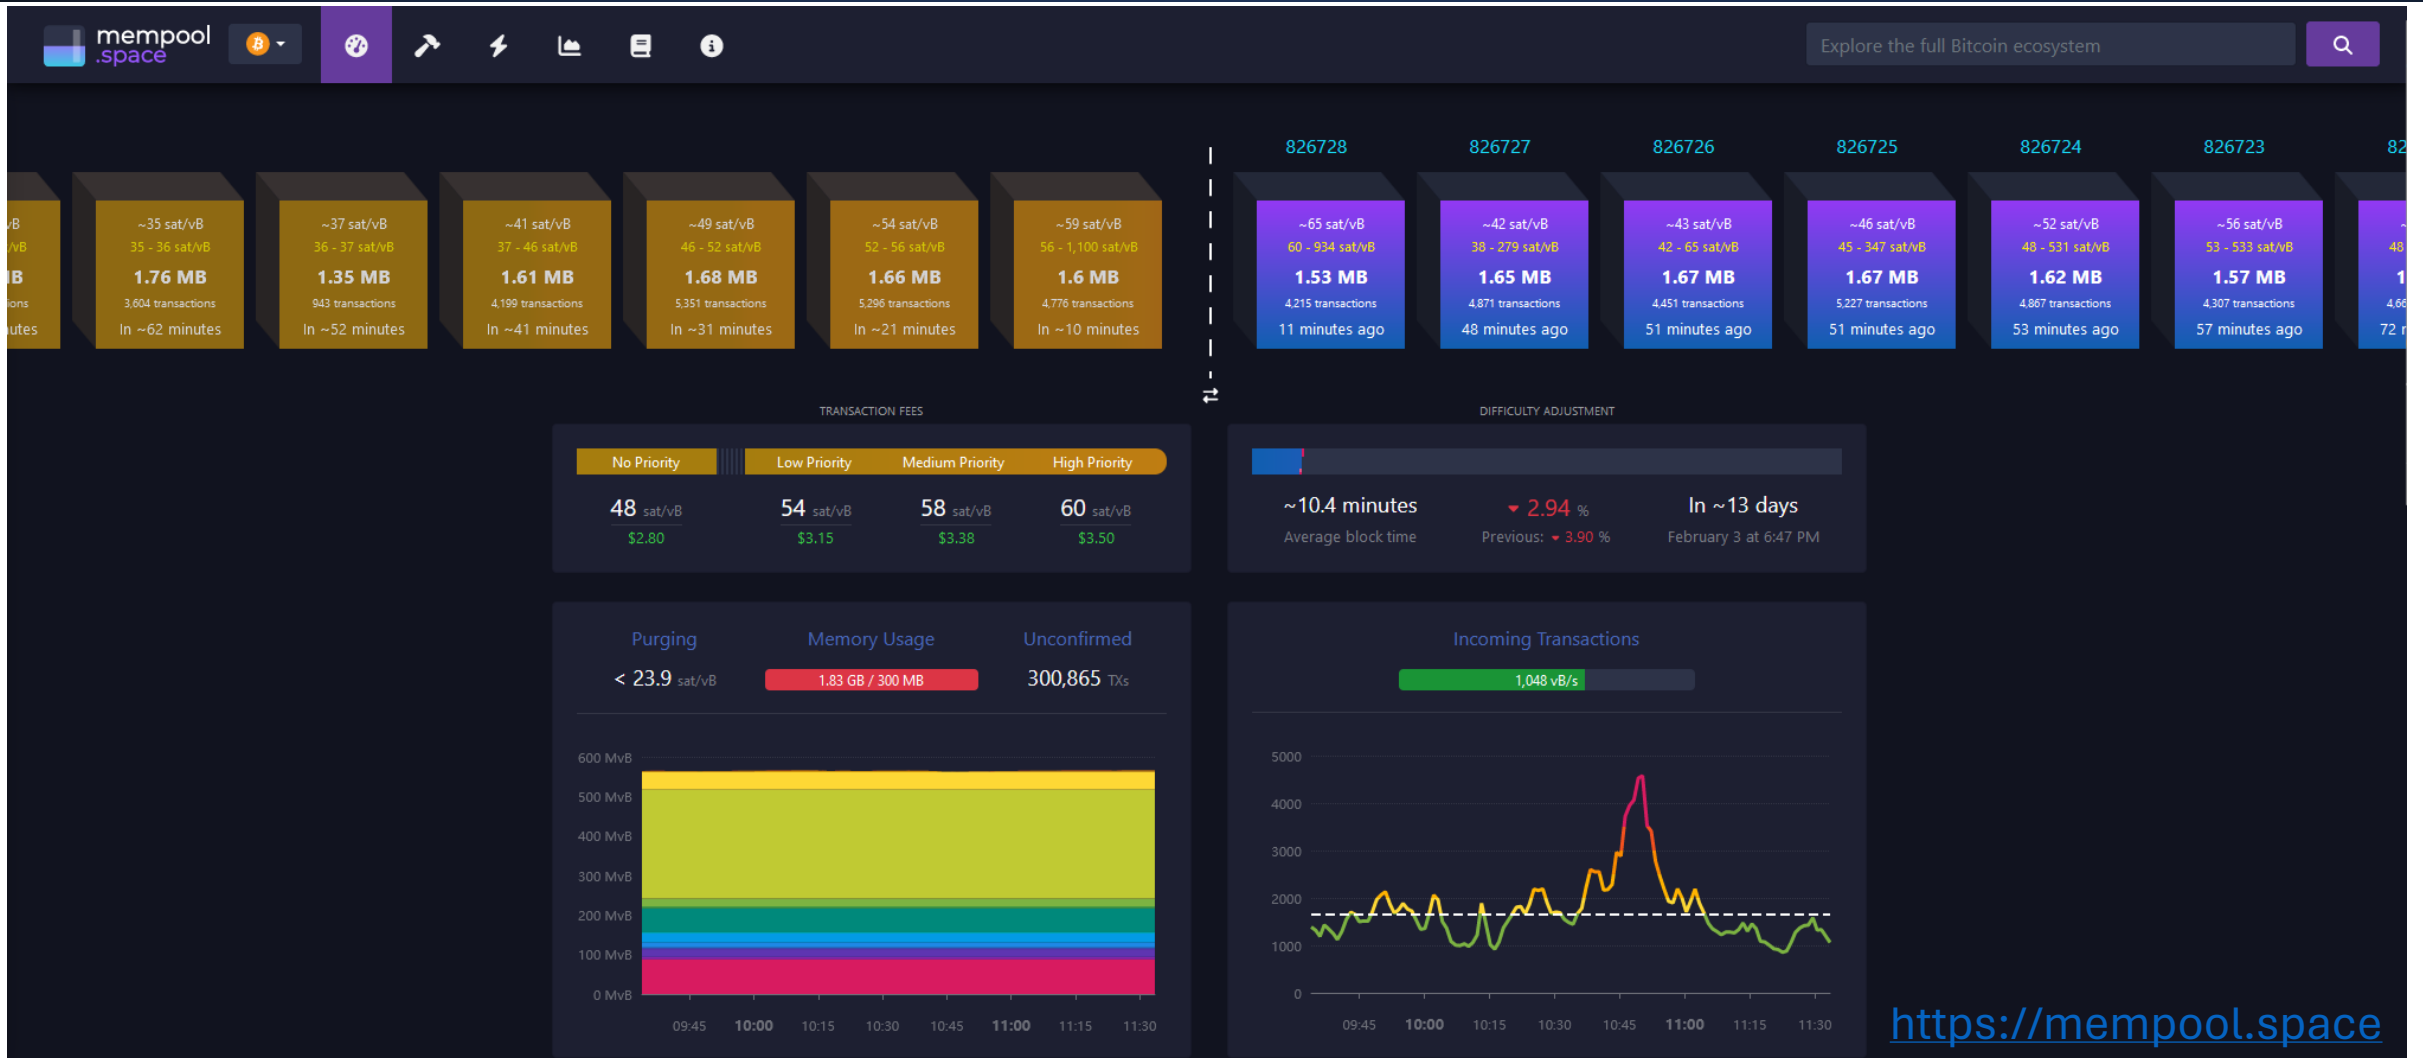 mempool
.space
Explore the full Bitcoin ecosystem
826728 826727 826726 826725 824724 826723 82
vB ~35 sat/vB ~37 sat/vB ~41 sat/vB ~49 sat/vB ~54 sat/vB ~59 sat/vB ~65 sat/vB ~42 sat/vB ~43 sat/vB ~46 sat/vB ~52 sat/vB ~56 sat/vB ~
/vB 35 - 36 sat/vB 36 - 37 sat/vB 37 - 46 sat/vB 46 - 52 sat/vB 52 - 56 sat/vB 56 - 1,100 sat/vB 60 - 934 sat/vB 38 - 279 sat/vB 42 - 65 sat/vB 45 - 347 sat/vB 48 - 531 sat/vB 53 - 533 sat/vB 48
IB 1.76 MB 1.35 MB 1.61 MB 1.68 MB 1.66 MB 1.6 MB 1.53 MB 1.65 MB 1.67 MB 1.67 MB 1.62 MB 1.57 MB 1
ions 3,604 transactions 943 transactions 4,199 transactions 5,351 transactions 5,296 transactions 4,776 transactions 4,215 transactions 4,871 transactions 4,451 transactions 5,227 transactions 4,867 transactions 4,307 transactions 4,66
utes In ~62 minutes In ~52 minutes In ~41 minutes In ~31 minutes In ~21 minutes In ~10 minutes 11 minutes ago 48 minutes ago 51 minutes ago 51 minutes ago 53 minutes ago 57 minutes ago 72
TRANSACTION FEES
No Priority Low Priority Medium Priority High Priority
48 sat/vB 54 sat/vB 58 sat/vB 60 sat/vB
$2.80 $3.15 $3.38 $3.50
DIFFICULTY ADJUSTMENT
~10.4 minutes 2.94 % In ~13 days
Average block time Previous: 3.90 % February 3 at 6:47 PM
Purging Memory Usage Unconfirmed
< 23.9 sat/vB 1.83 GB / 300 MB 300,865 TXs
600 MvB
500 MvB
400 MvB
300 MvB
200 MvB
100 MvB
0 MvB
09:45 10:00 10:15 10:30 10:45 11:00 11:15 11:30
Incoming Transactions
1,048 vB/s
5000
4000
3000
2000
1000
0
09:45 10:00 10:15 10:30 10:45 11:00 11:15 11:30
https://mempool.space